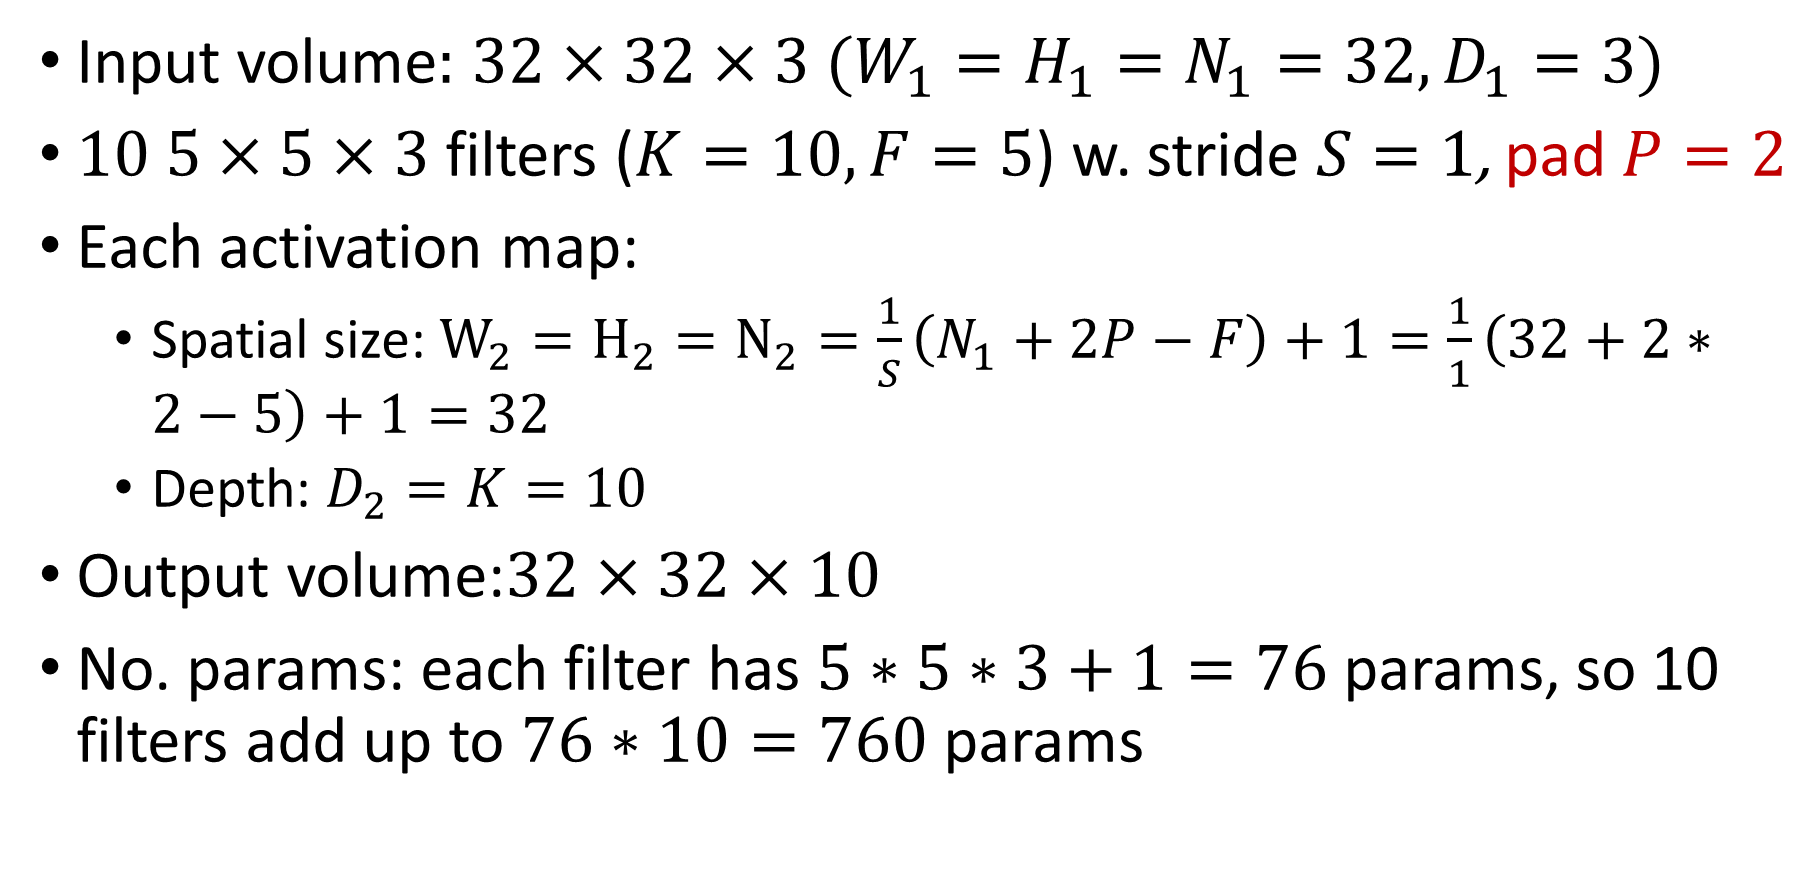 • Input volume: 32 × 32 × 3 (W₁ = H₁ = N₁ = 32, D₁ = 3)
• 10 5 × 5 × 3 filters (K = 10, F = 5) w. stride S = 1, pad P = 2
• Each activation map:
• Spatial size: W₂ = H₂ = N₂ = 1/S (N₁ + 2P − F) + 1 = 1/1 (32 + 2 ∗
2 − 5) + 1 = 32
• Depth: D₂ = K = 10
• Output volume:32 × 32 × 10
• No. params: each filter has 5 ∗ 5 ∗ 3 + 1 = 76 params, so 10
filters add up to 76 ∗ 10 = 760 params